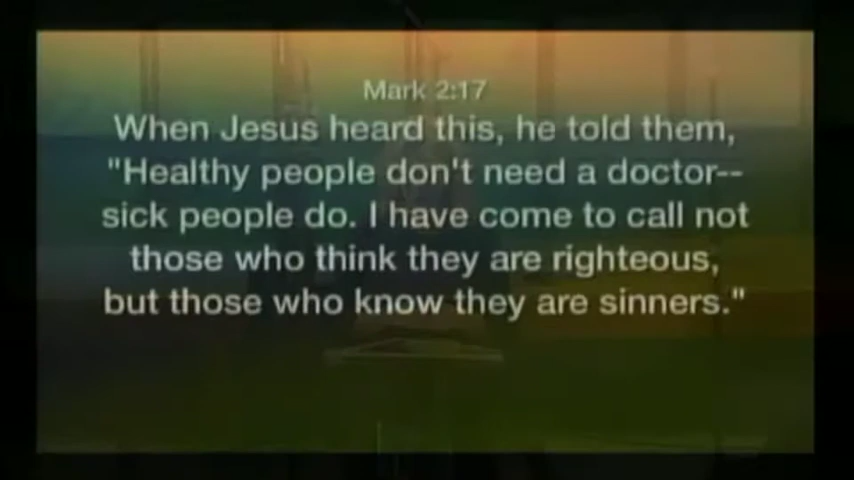 Mark 2:17
When Jesus heard this, he told them,
"Healthy people don't need a doctor--
sick people do. I have come to call not
those who think they are righteous,
but those who know they are sinners."